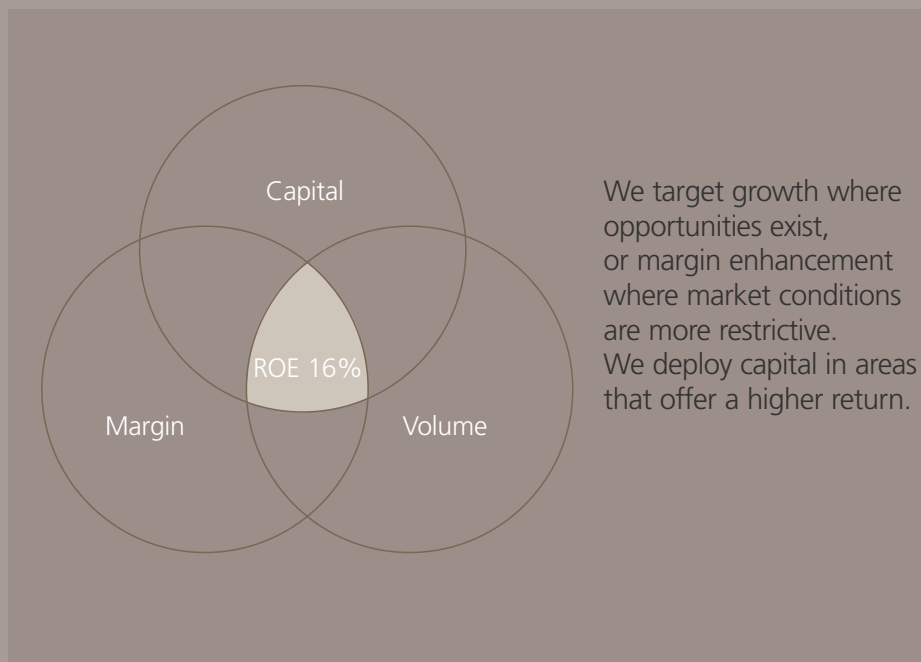 Capital
ROE 16%
Margin
Volume
We target growth where
opportunities exist,
or margin enhancement
where market conditions
are more restrictive.
We deploy capital in areas
that offer a higher return.